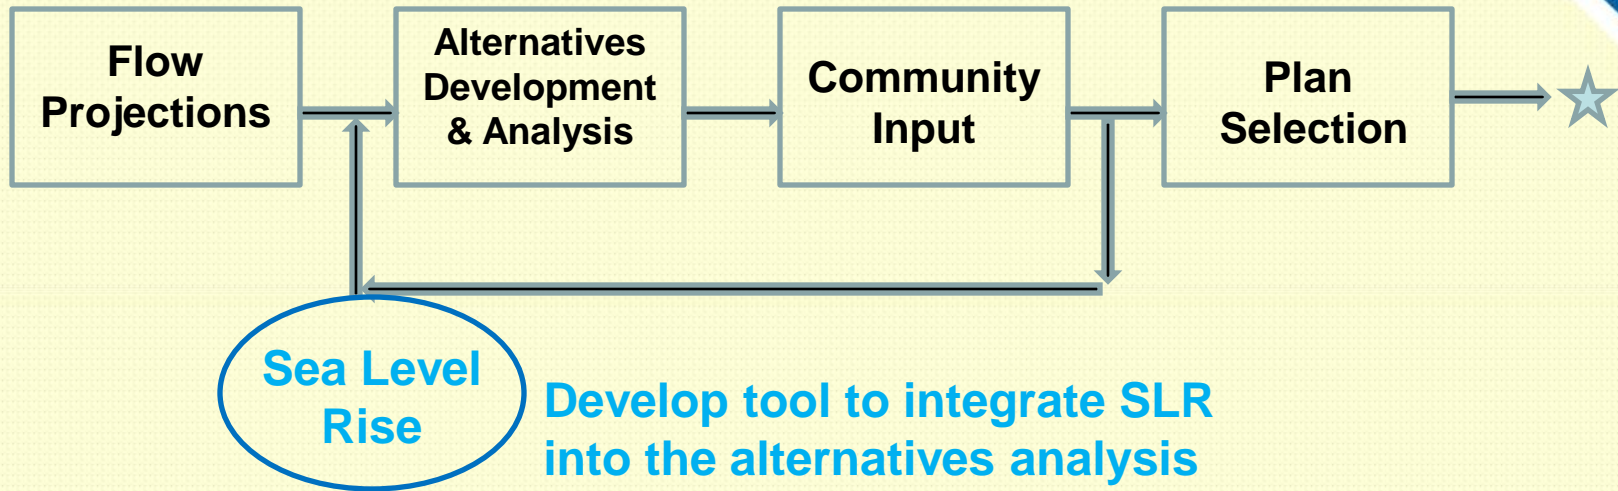 Flow
Projections
Alternatives
Development
& Analysis
Community
Input
Plan
Selection
Sea Level
Rise
Develop tool to integrate SLR
into the alternatives analysis